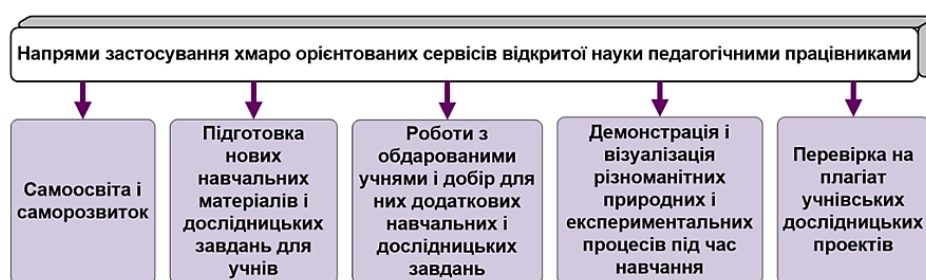 Напрями застосування хмаро орієнтованих сервісів відкритої науки педагогічними працівниками
Самоосвіта і
саморозвиток
Підготовка
нових
навчальних
матеріалів і
дослідницьких
завдань для
учнів
Роботи з
обдарованими
учнями і добір для
них додаткових
навчальних і
дослідницьких
завдань
Демонстрація і
візуалізація
різноманітних
природних і
експериментальних
процесів під час
навчання
Перевірка на
плагіат
учнівських
дослідницьких
проектів